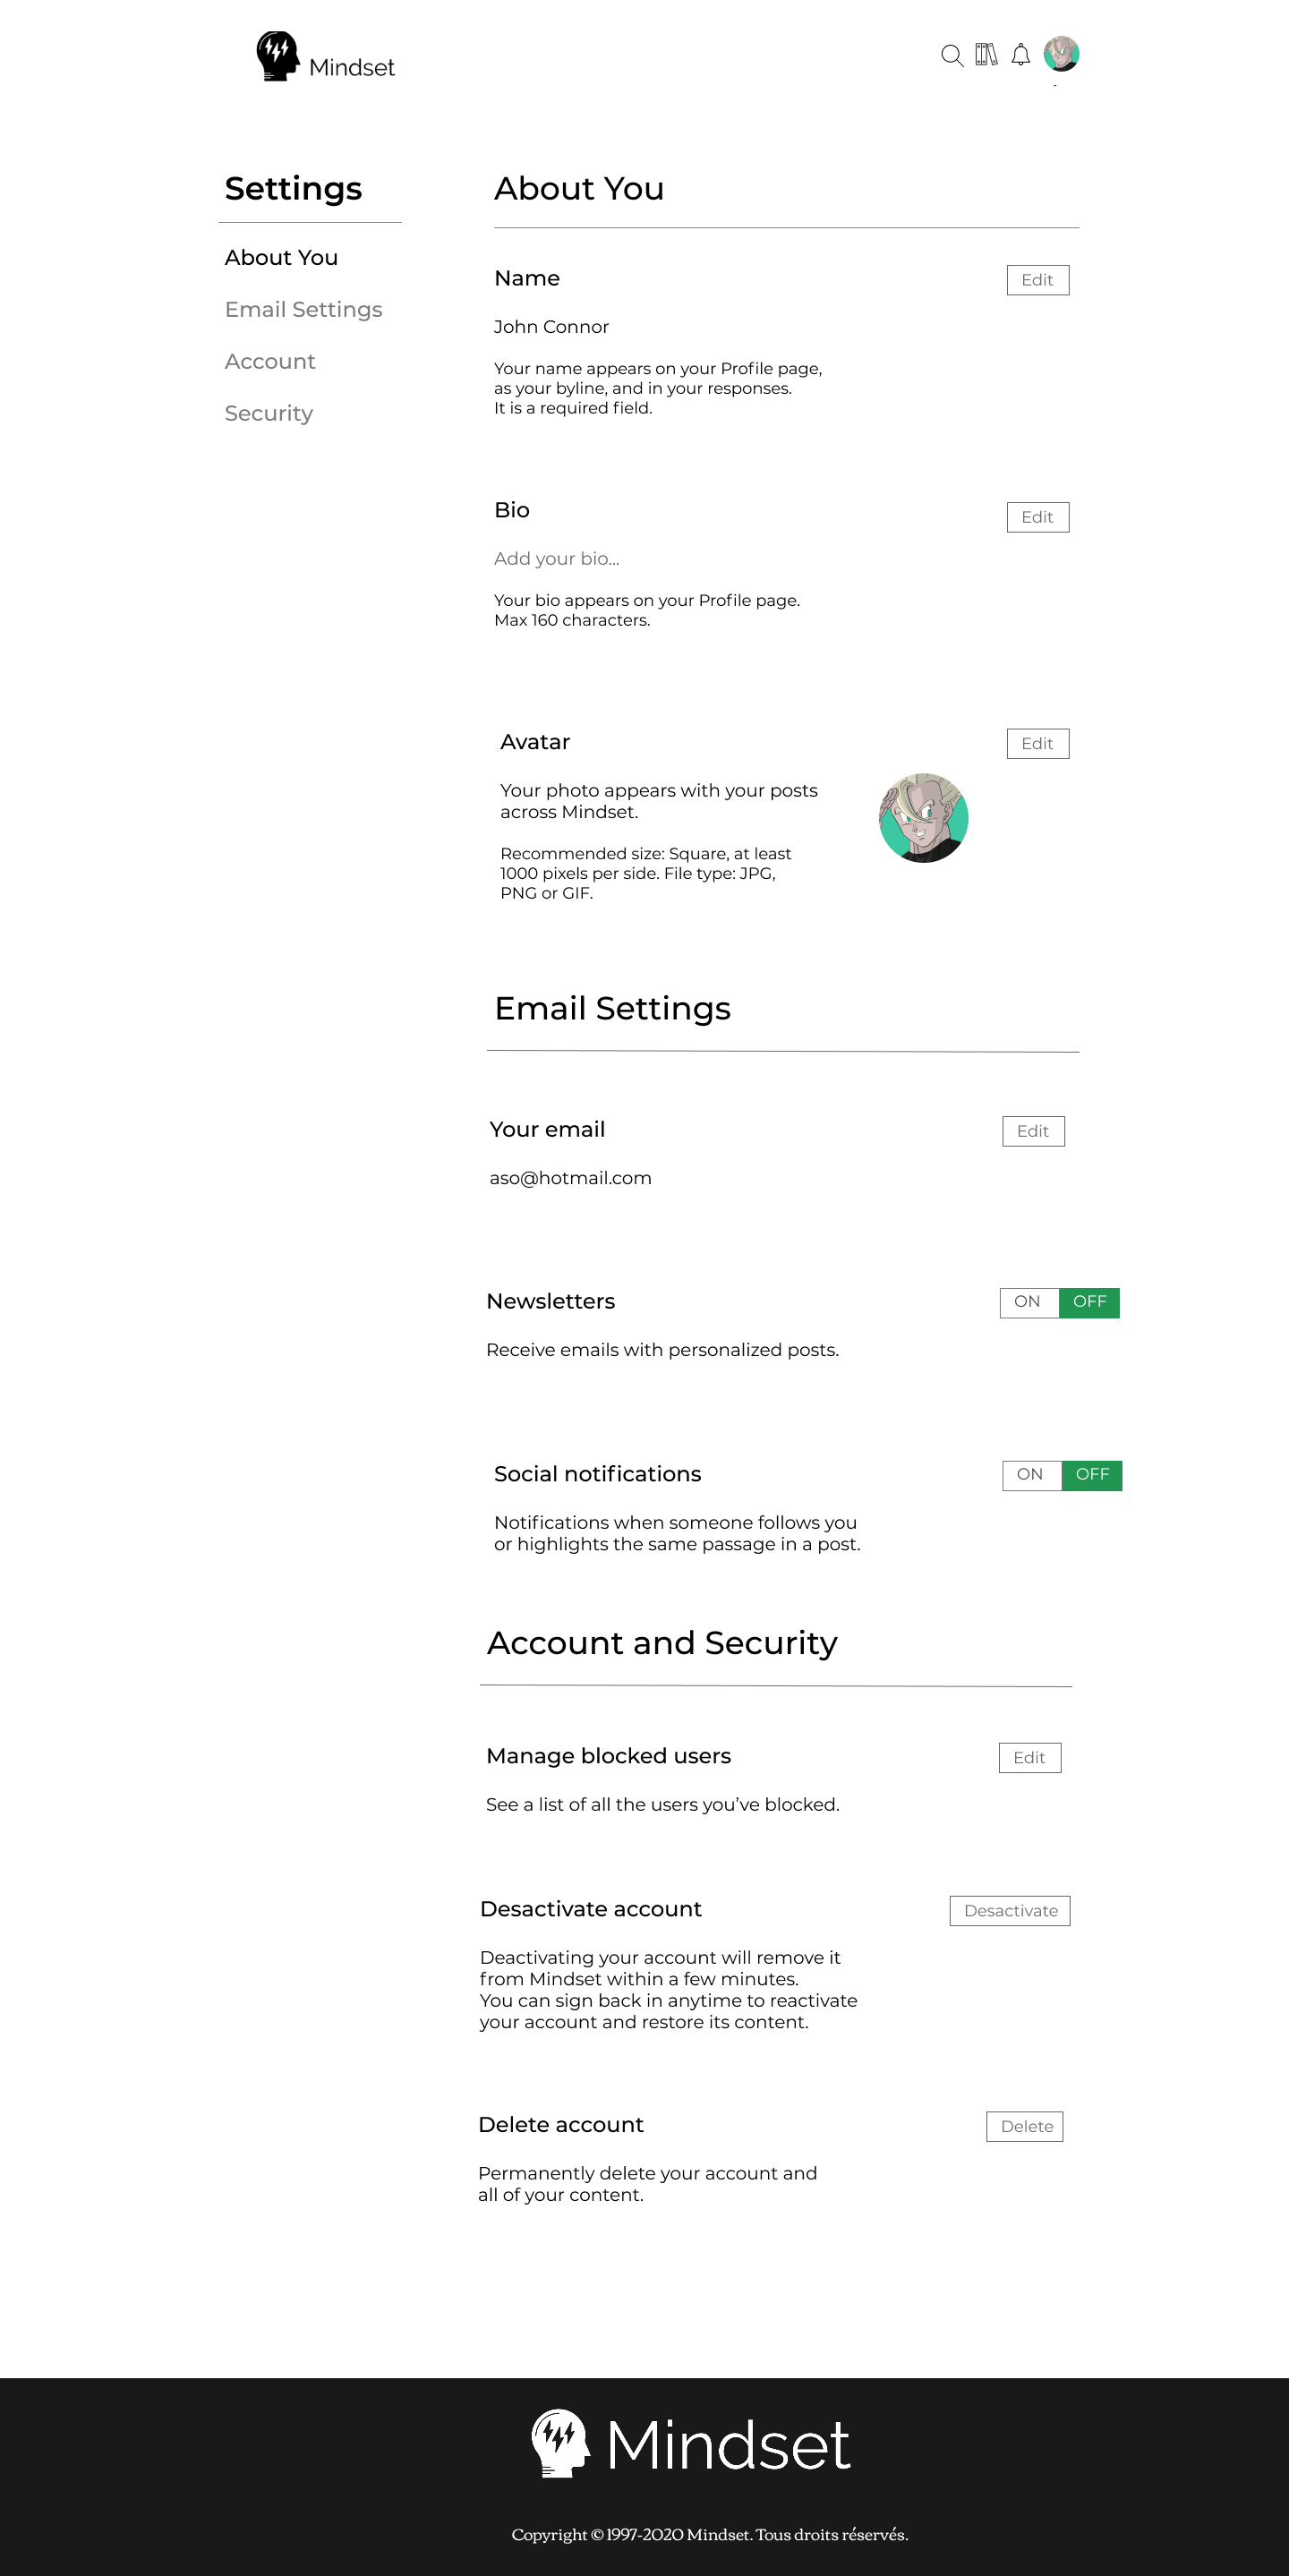 Mindset
Settings
About You
Email Settings
Account
Security
About You
Name
Edit
John Connor
Your name appears on your Profile page,
as your byline, and in your responses.
It is a required field.
Bio
Edit
Add your bio...
Your bio appears on your Profile page.
Max 160 characters.
Avatar
Edit
Your photo appears with your posts
across Mindset.
Recommended size: Square, at least
1000 pixels per side. File type: JPG,
PNG or GIF.
Email Settings
Your email
Edit
aso@hotmail.com
Newsletters
ON OFF
Receive emails with personalized posts.
Social notifications
ON OFF
Notifications when someone follows you
or highlights the same passage in a post.
Account and Security
Manage blocked users
Edit
See a list of all the users you’ve blocked.
Desactivate account
Desactivate
Deactivating your account will remove it
from Mindset within a few minutes.
You can sign back in anytime to reactivate
your account and restore its content.
Delete account
Delete
Permanently delete your account and
all of your content.
Mindset
Copyright © 1997-2020 Mindset. Tous droits réservés.